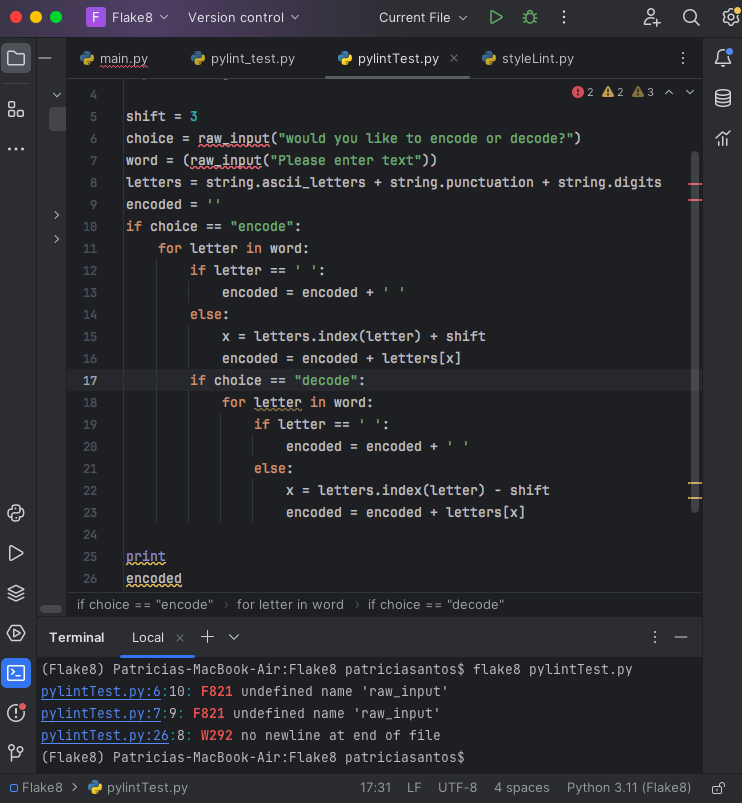 F Flake8 Version control Current File
main.py pylint_test.py pylintTest.py styleLint.py
2 2 3
4
5 shift = 3
6 choice = raw_input("would you like to encode or decode?")
7 word = (raw_input("Please enter text"))
8 letters = string.ascii_letters + string.punctuation + string.digits
9 encoded = ''
10 if choice == "encode":
11 for letter in word:
12 if letter == ' ':
13 encoded = encoded + ' '
14 else:
15 x = letters.index(letter) + shift
16 encoded = encoded + letters[x]
17 if choice == "decode":
18 for letter in word:
19 if letter == ' ':
20 encoded = encoded + ' '
21 else:
22 x = letters.index(letter) - shift
23 encoded = encoded + letters[x]
24
25 print
26 encoded
if choice == "encode" › for letter in word › if choice == "decode"
Terminal Local
(Flake8) Patricias-MacBook-Air:Flake8 patriciasantos$ flake8 pylintTest.py
pylintTest.py:6:10: F821 undefined name 'raw_input'
pylintTest.py:7:9: F821 undefined name 'raw_input'
pylintTest.py:26:8: W292 no newline at end of file
(Flake8) Patricias-MacBook-Air:Flake8 patriciasantos$
Flake8 › pylintTest.py 17:31 LF UTF-8 4 spaces Python 3.11 (Flake8)